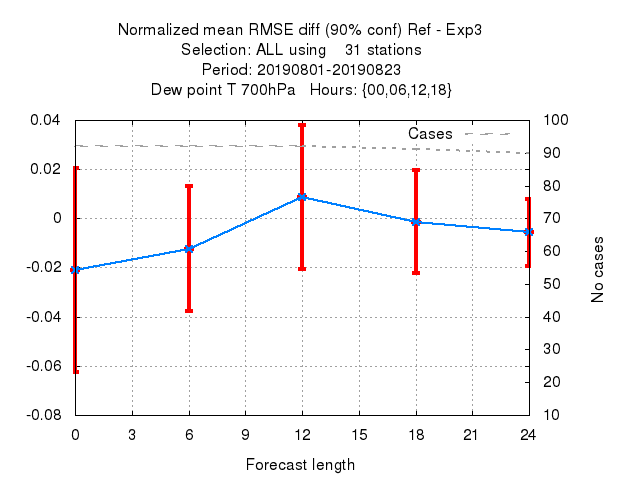 Normalized mean RMSE diff (90% conf) Ref - Exp3
Selection: ALL using    31 stations
Period: 20190801-20190823
Dew point T 700hPa   Hours: {00,06,12,18}
Cases
0.04
0.02
0
-0.02
-0.04
-0.06
-0.08
100
90
80
70
60
50
40
30
20
10
No cases
0 3 6 9 12 15 18 21 24
Forecast length